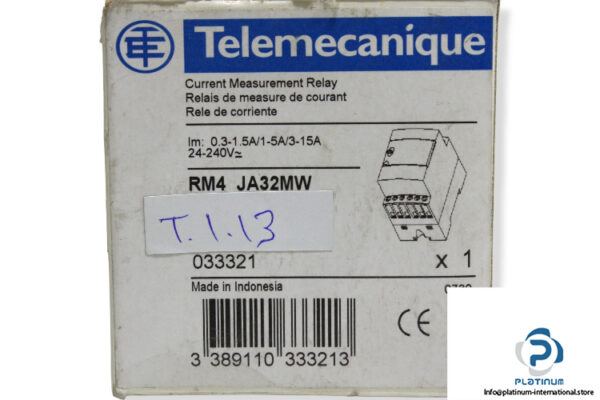 Telemecanique
Current Measurement Relay
Relais de mesure de courant
Rele de corriente
Im: 0.3-1.5A/1-5A/3-15A
24-240V≂
RM4 JA32MW
T.1.13
033321 x 1
Made in Indonesia
CE
3 389110 333213
PLATINUM
Info@platinum-international.store